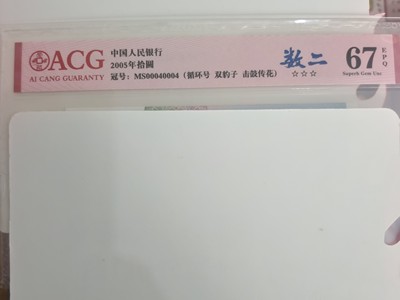 ACG
AI CANG GUARANTY
中国人民银行
2005年拾圆
冠号：MS00040004（循环号 双豹子 击鼓传花）
数二
☆☆☆
67
EPQ
Superb Gem Unc